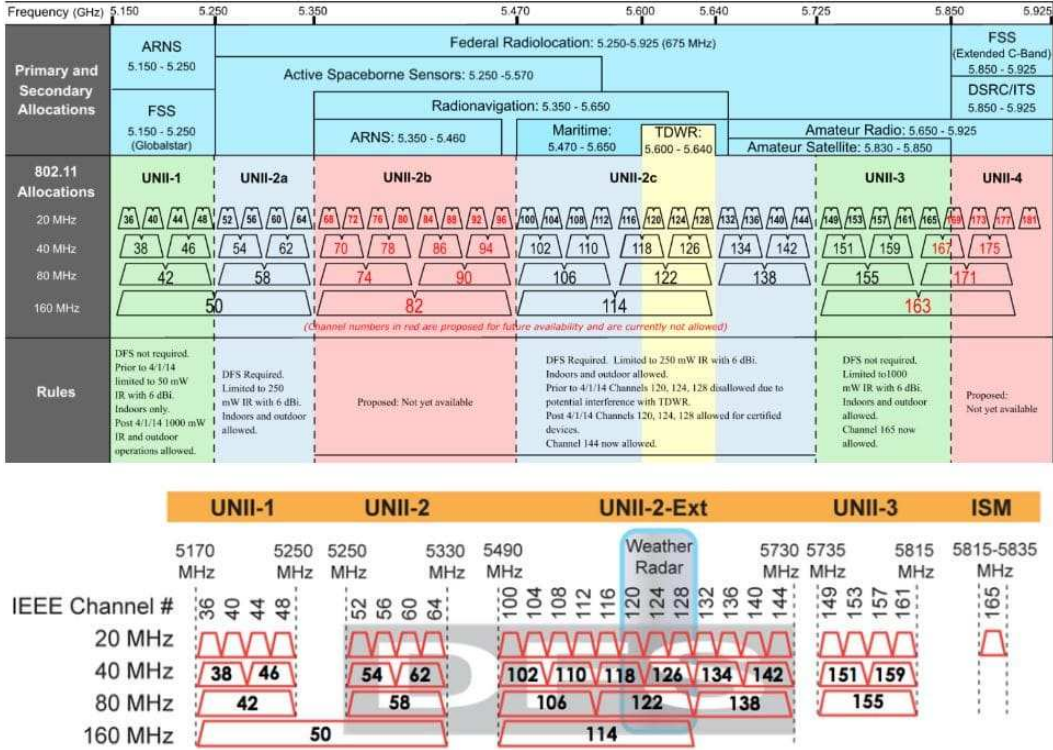 Frequency (GHz) 5.150 5.250 5.350 5.470 5.600 5.640 5.725 5.850 5.925
Primary and
Secondary
Allocations
ARNS
5.150 - 5.250
FSS
5.150 - 5.250
(Globalstar)
Federal Radiolocation: 5.250-5.925 (675 MHz)
Active Spaceborne Sensors: 5.250 -5.570
Radionavigation: 5.350 - 5.650
ARNS: 5.350 - 5.460
Maritime:
5.470 - 5.650
TDWR:
5.600 - 5.640
Amateur Radio: 5.650 - 5.925
Amateur Satellite: 5.830 - 5.850
FSS
(Extended C-Band)
5.850 - 5.925
DSRC/ITS
5.850 - 5.925
802.11
Allocations
UNII-1 UNII-2a UNII-2b UNII-2c UNII-3 UNII-4
20 MHz 36 40 44 48 52 56 60 64 68 72 76 80 84 88 92 96 100 104 108 112 116 120 124 128 132 136 140 144 149 153 157 161 165 169 173 177 181
40 MHz 38 46 54 62 70 78 86 94 102 110 118 126 134 142 151 159 167 175
80 MHz 42 58 74 90 106 122 138 155 171
160 MHz 50 82 114 163
(Channel numbers in red are proposed for future availability and are currently not allowed)
Rules
DFS not required.
Prior to 4/1/14
limited to 50 mW
IR with 6 dBi.
Indoors only.
Post 4/1/14 1000 mW
IR and outdoor
operations allowed.
DFS Required.
Limited to 250
mW IR with 6 dBi.
Indoors and outdoor
allowed.
Proposed: Not yet available
DFS Required. Limited to 250 mW IR with 6 dBi.
Indoors and outdoor allowed.
Prior to 4/1/14 Channels 120, 124, 128 disallowed due to
potential interference with TDWR.
Post 4/1/14 Channels 120, 124, 128 allowed for certified
devices.
Channel 144 now allowed.
DFS not required.
Limited to1000
mW IR with 6 dBi.
Indoors and outdoor
allowed.
Channel 165 now
allowed.
Proposed:
Not yet available
UNII-1 UNII-2 UNII-2-Ext UNII-3 ISM
5170 5250 5250 5330 5490 Weather 5730 5735 5815 5815-5835
MHz MHz MHz MHz MHz Radar MHz MHz MHz MHz
IEEE Channel # 36 40 44 48 52 56 60 64 100 104 108 112 116 120 124 128 132 136 140 144 149 153 157 161 165
20 MHz
40 MHz 38 46 54 62 102 110 118 126 134 142 151 159
DFS
80 MHz 42 58 106 122 138 155
160 MHz 50 114